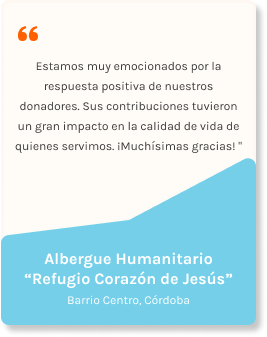 “
Estamos muy emocionados por la
respuesta positiva de nuestros
donadores. Sus contribuciones tuvieron
un gran impacto en la calidad de vida de
quienes servimos. ¡Muchísimas gracias! "
Albergue Humanitario
“Refugio Corazón de Jesús”
Barrio Centro, Córdoba